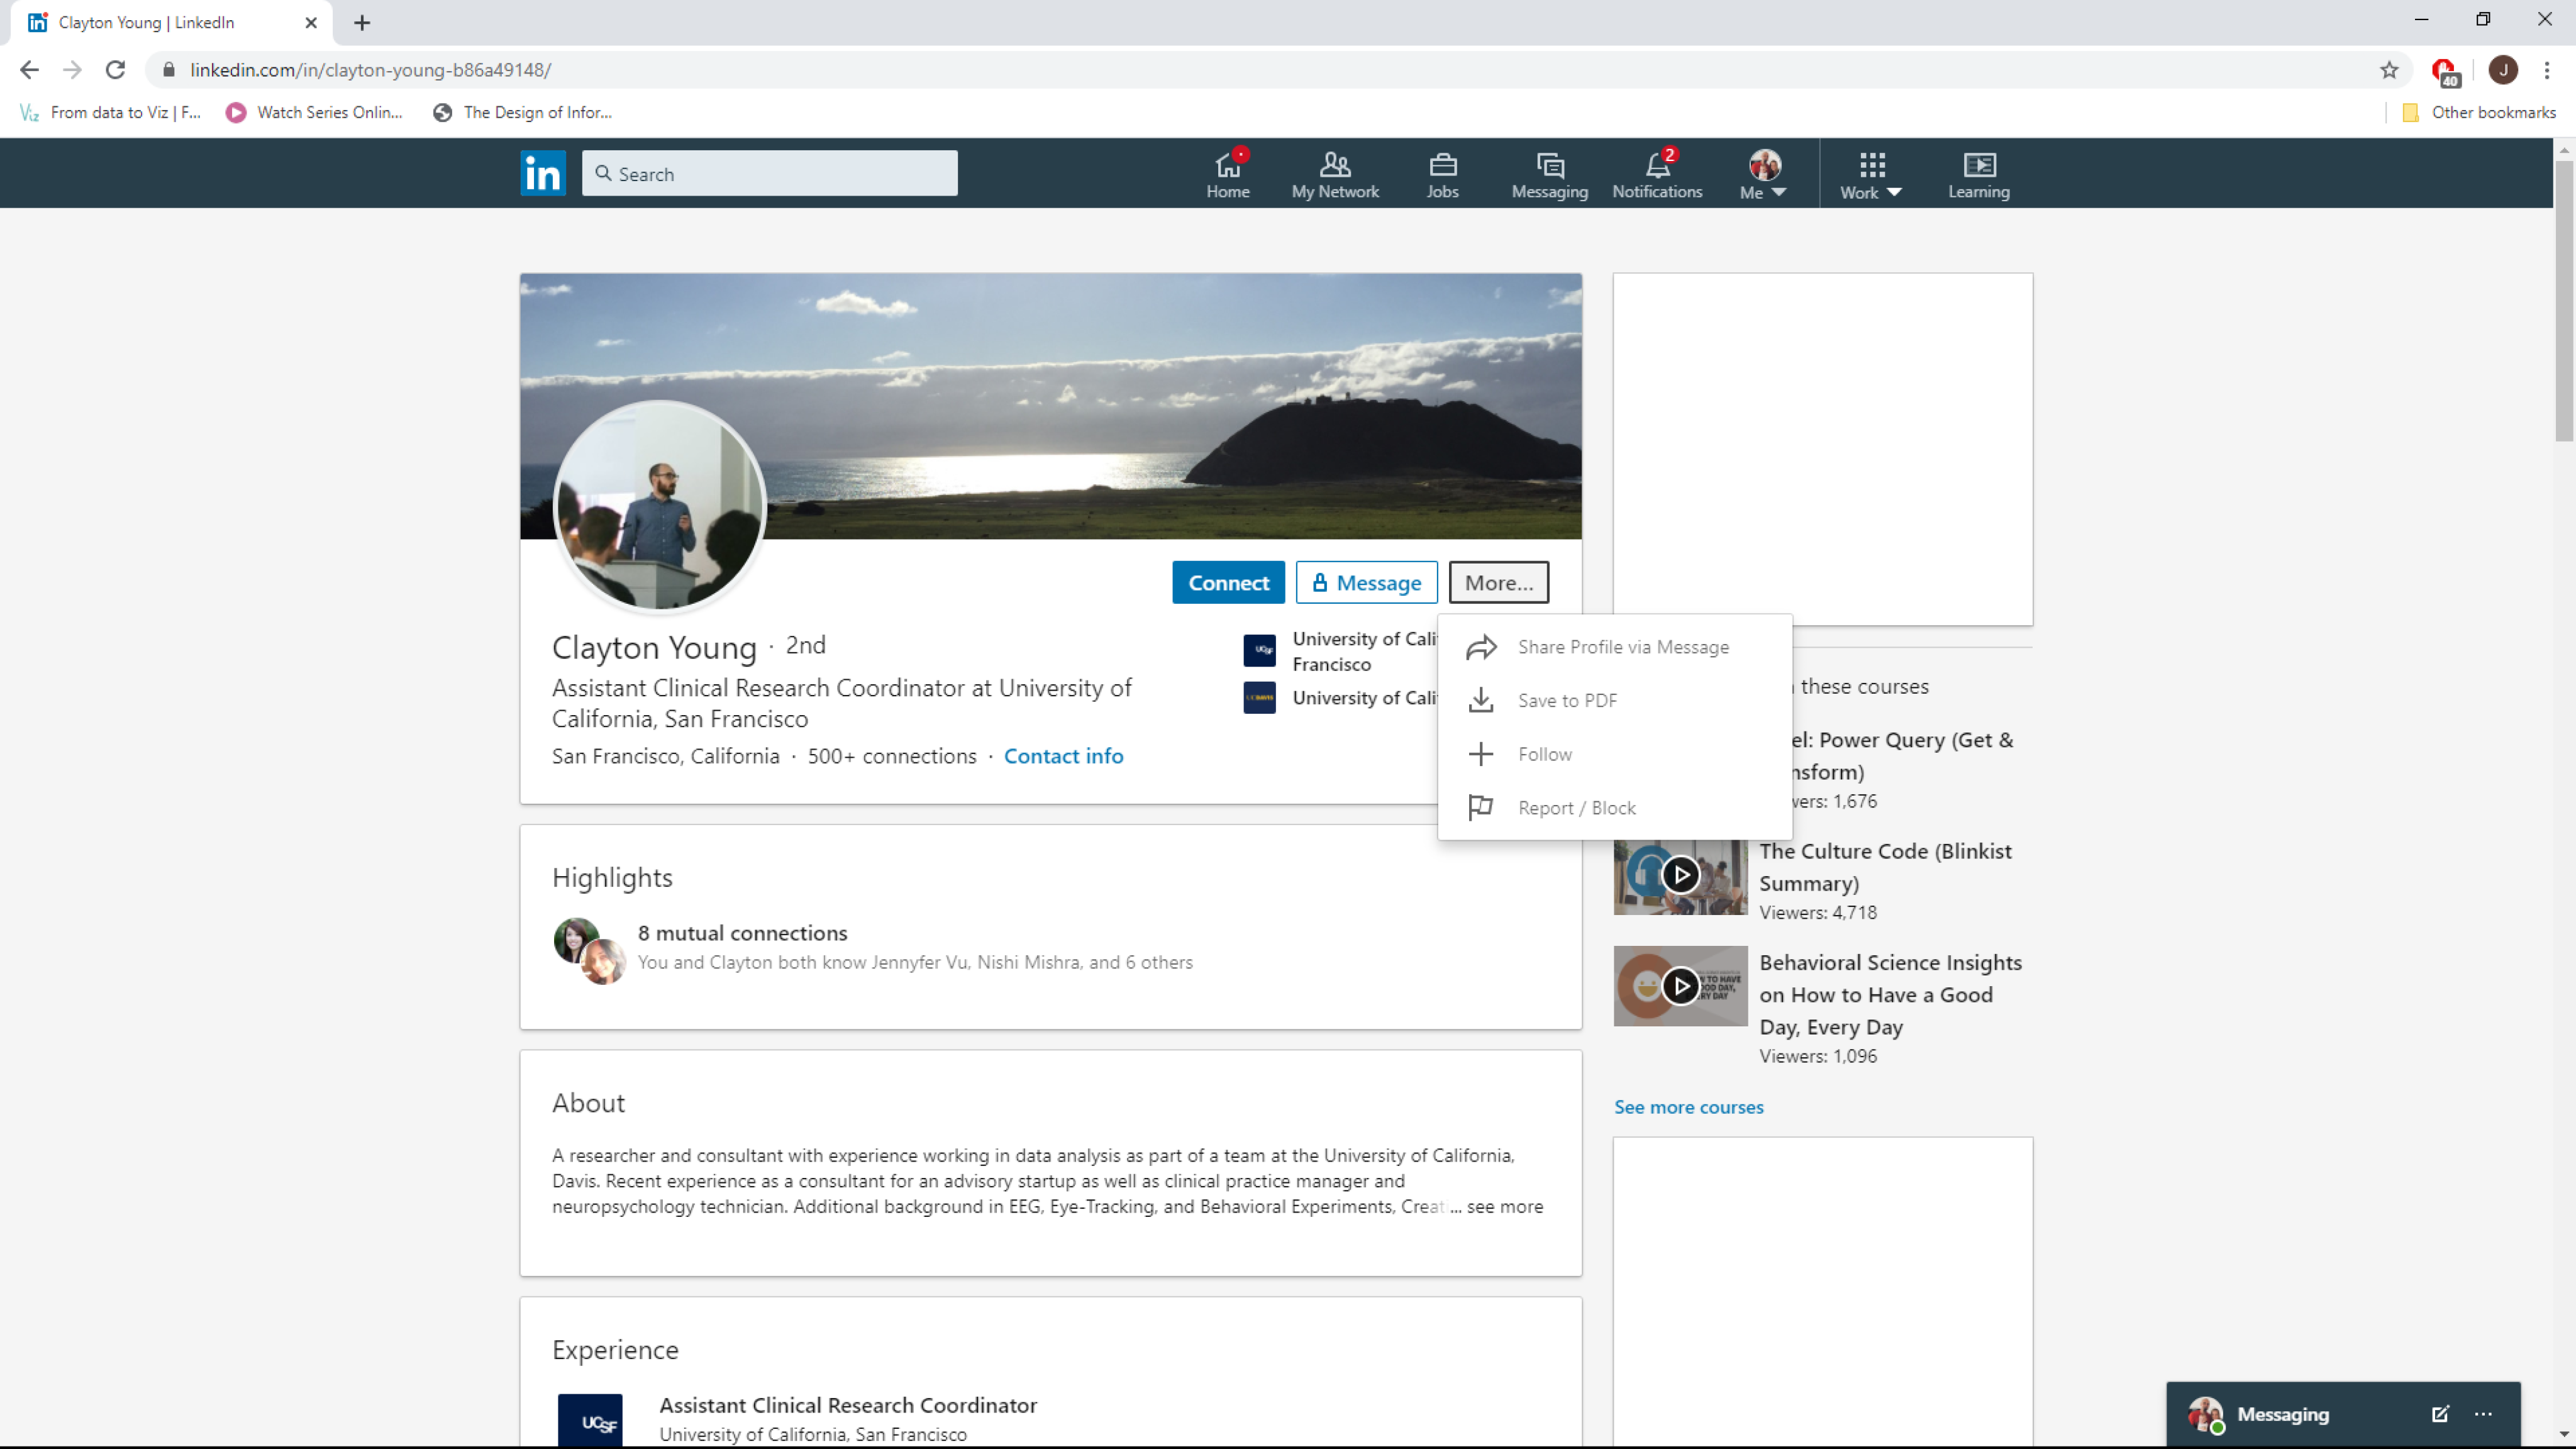 Clayton Young | LinkedIn
linkedin.com/in/clayton-young-b86a49148/
40
J
From data to Viz | F...
Watch Series Onlin...
The Design of Infor...
Other bookmarks
in
Search
Home
My Network
Jobs
Messaging
2
Notifications
Me
Work
Learning
Connect
Message
More...
Clayton Young · 2nd
Assistant Clinical Research Coordinator at University of
California, San Francisco
San Francisco, California · 500+ connections · Contact info
UCSF
University of Cali
Francisco
UC DAVIS
University of Cali
Share Profile via Message
Save to PDF
Follow
Report / Block
these courses
el: Power Query (Get &
nsform)
wers: 1,676
The Culture Code (Blinkist
Summary)
Viewers: 4,718
Behavioral Science Insights
on How to Have a Good
Day, Every Day
Viewers: 1,096
See more courses
Highlights
8 mutual connections
You and Clayton both know Jennyfer Vu, Nishi Mishra, and 6 others
About
A researcher and consultant with experience working in data analysis as part of a team at the University of California,
Davis. Recent experience as a consultant for an advisory startup as well as clinical practice manager and
neuropsychology technician. Additional background in EEG, Eye-Tracking, and Behavioral Experiments, Creat... see more
Experience
UCSF
Assistant Clinical Research Coordinator
University of California, San Francisco
Messaging